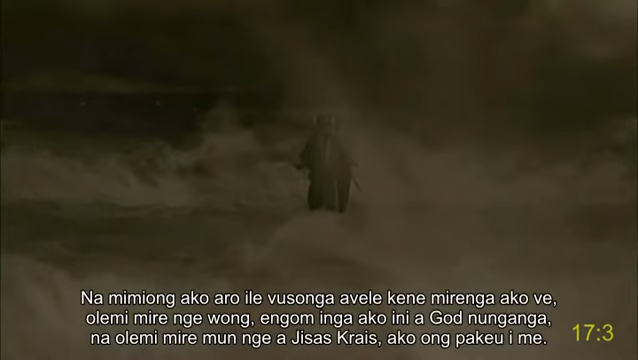 Na mimiong ako aro ile vusonga avele kene mirenga ako ve,
olemi mire nge wong, engom inga ako ini a God nunganga,
na olemi mire mun nge a Jisas Krais, ako ong pakeu i me.
17:3